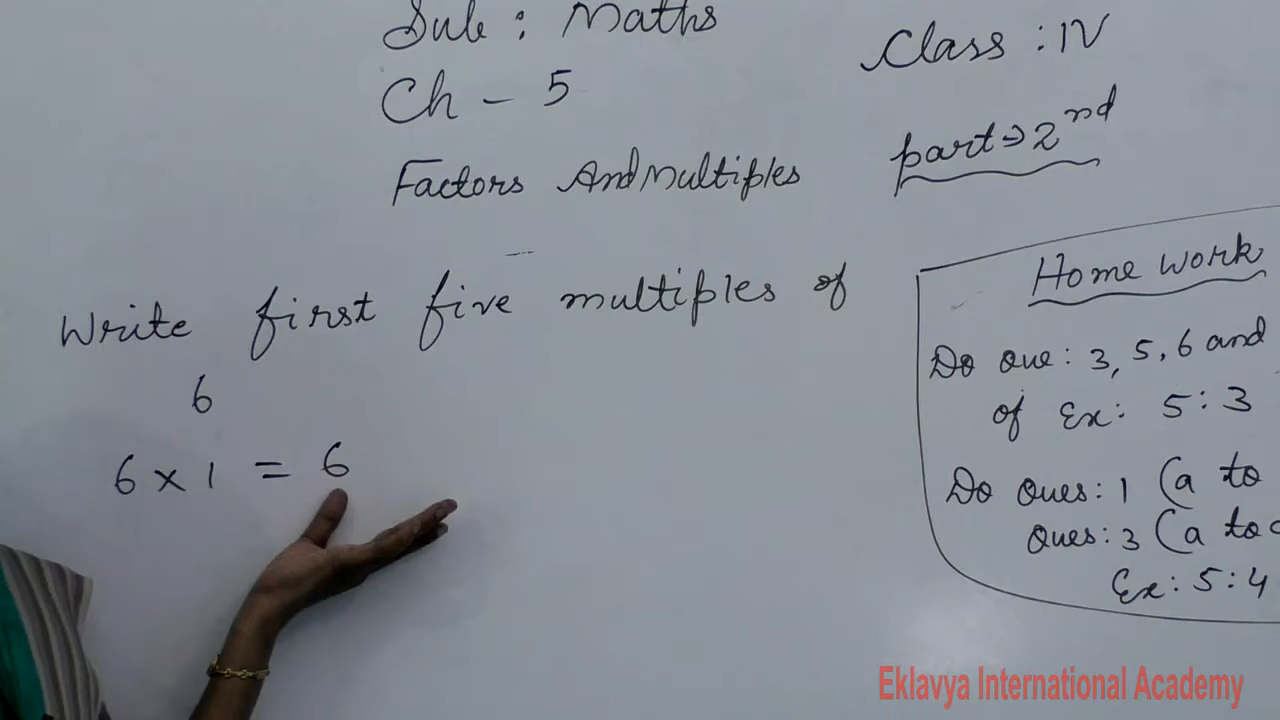 Sub : Maths
Class : IV
Ch - 5
part => 2nd
Factors And Multiples
Write first five multiples of
6
6 x 1 = 6
Home work
Do Que : 3, 5, 6 and
of Ex : 5 : 3
Do Ques : 1 (a to
Ques : 3 (a to
Ex : 5 : 4
Eklavya International Academy